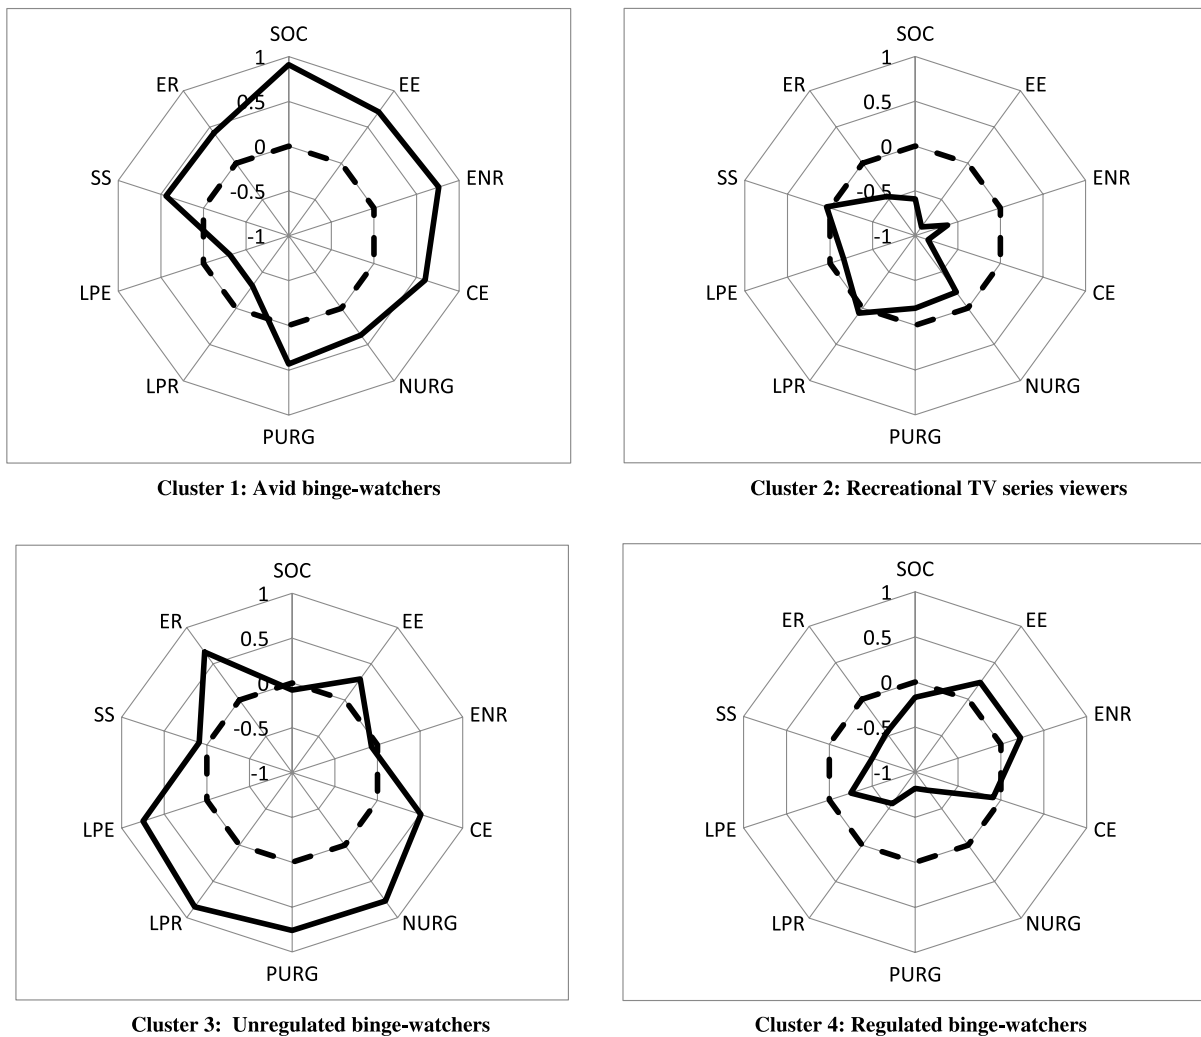 SOC
1
ER
EE
0.5
0
SS
ENR
-0.5
-1
LPE
CE
LPR
NURG
PURG
Cluster 1: Avid binge-watchers
SOC
1
ER
EE
0.5
0
SS
ENR
-0.5
-1
LPE
CE
LPR
NURG
PURG
Cluster 2: Recreational TV series viewers
SOC
1
ER
EE
0.5
0
SS
ENR
-0.5
-1
LPE
CE
LPR
NURG
PURG
Cluster 3: Unregulated binge-watchers
SOC
1
ER
EE
0.5
0
SS
ENR
-0.5
-1
LPE
CE
LPR
NURG
PURG
Cluster 4: Regulated binge-watchers